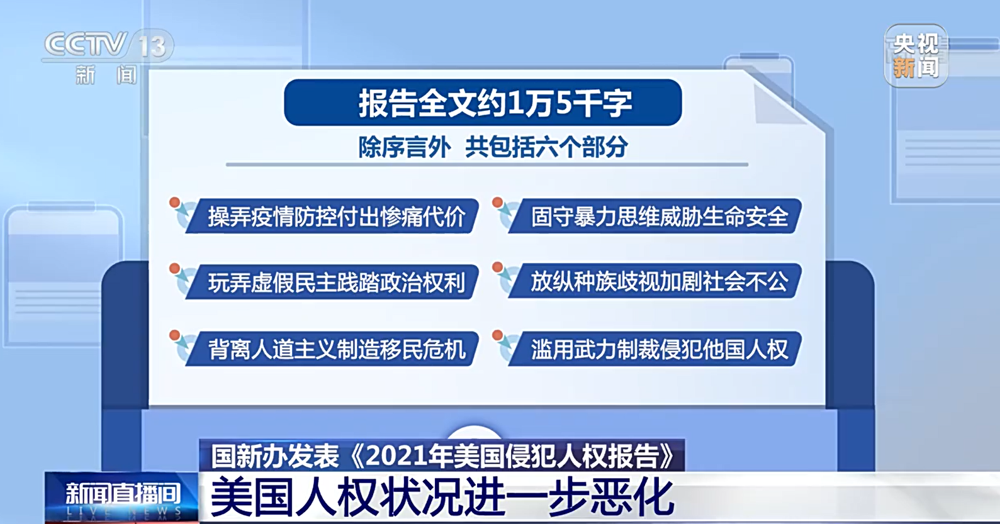 CCTV 13
新闻
央视
新闻
报告全文约1万5千字
除序言外 共包括六个部分
操弄疫情防控付出惨痛代价
固守暴力思维威胁生命安全
玩弄虚假民主践踏政治权利
放纵种族歧视加剧社会不公
背离人道主义制造移民危机
滥用武力制裁侵犯他国人权
国新办发表《2021年美国侵犯人权报告》
新闻直播间
LIVE NEWS
美国人权状况进一步恶化